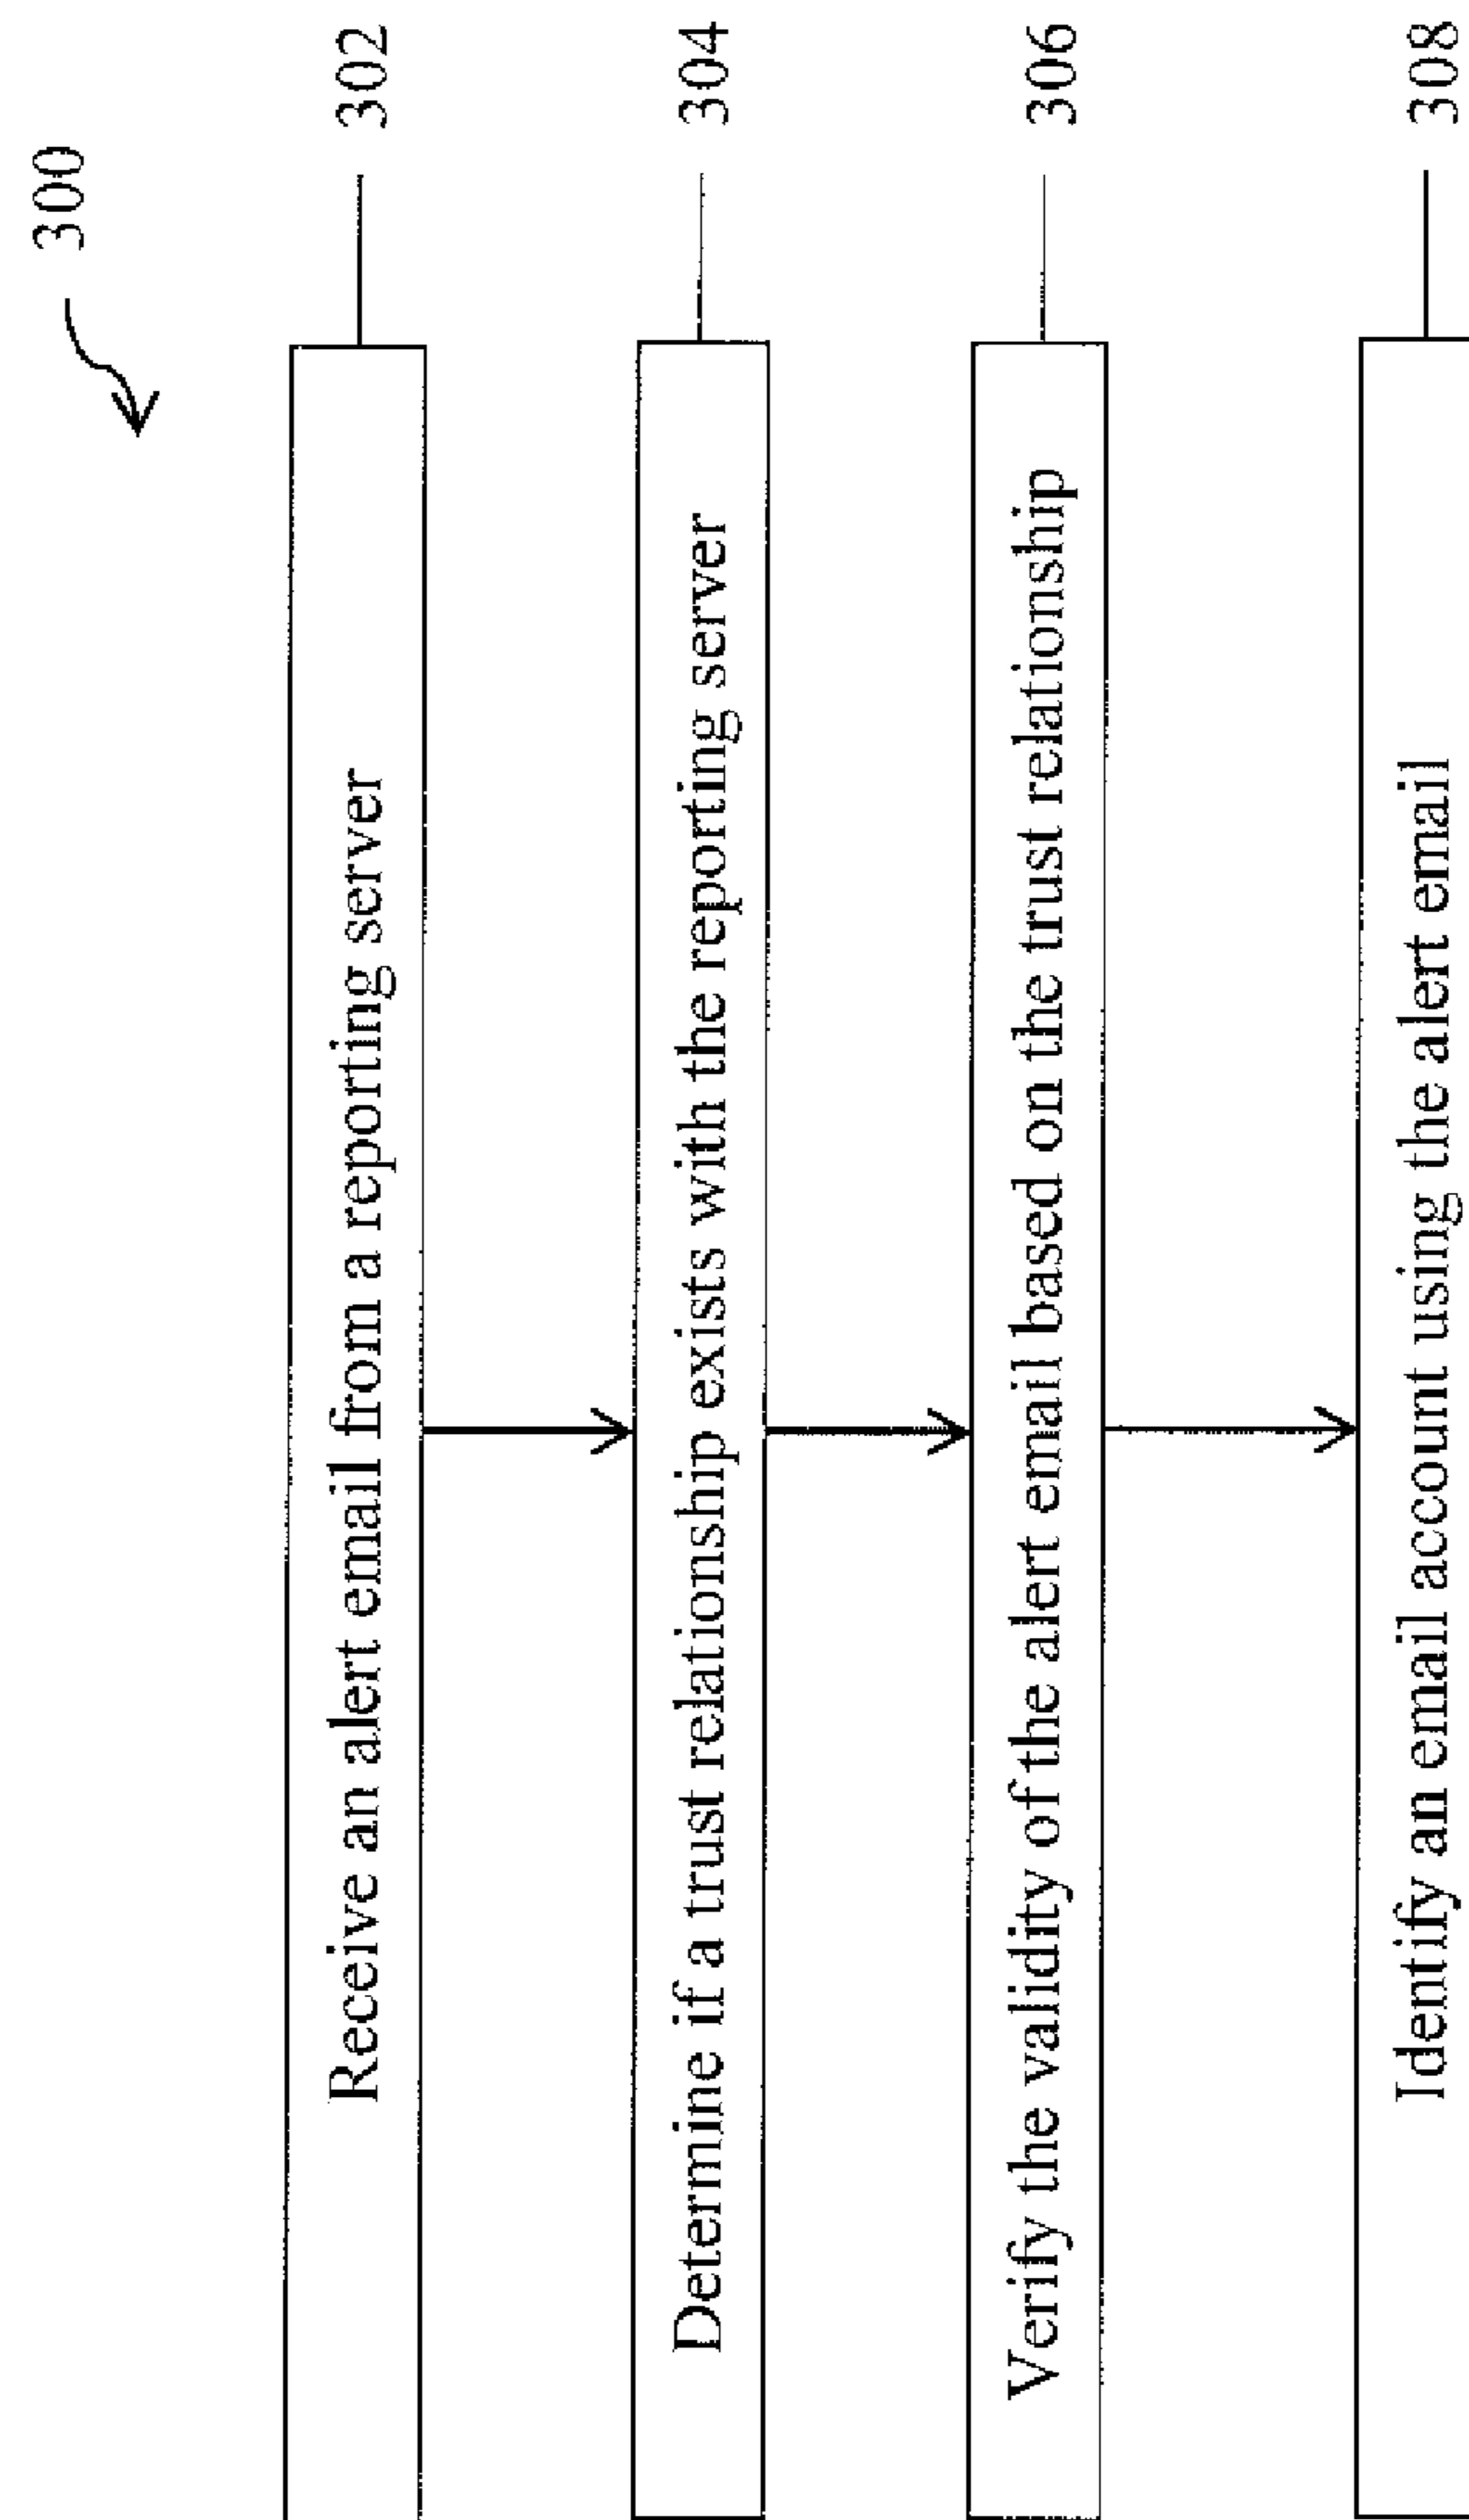 300
Receive an alert email from a reporting server
302
Determine if a trust relationship exists with the reporting server
304
Verify the validity of the alert email based on the trust relationship
306
Identify an email account using the alert email
308